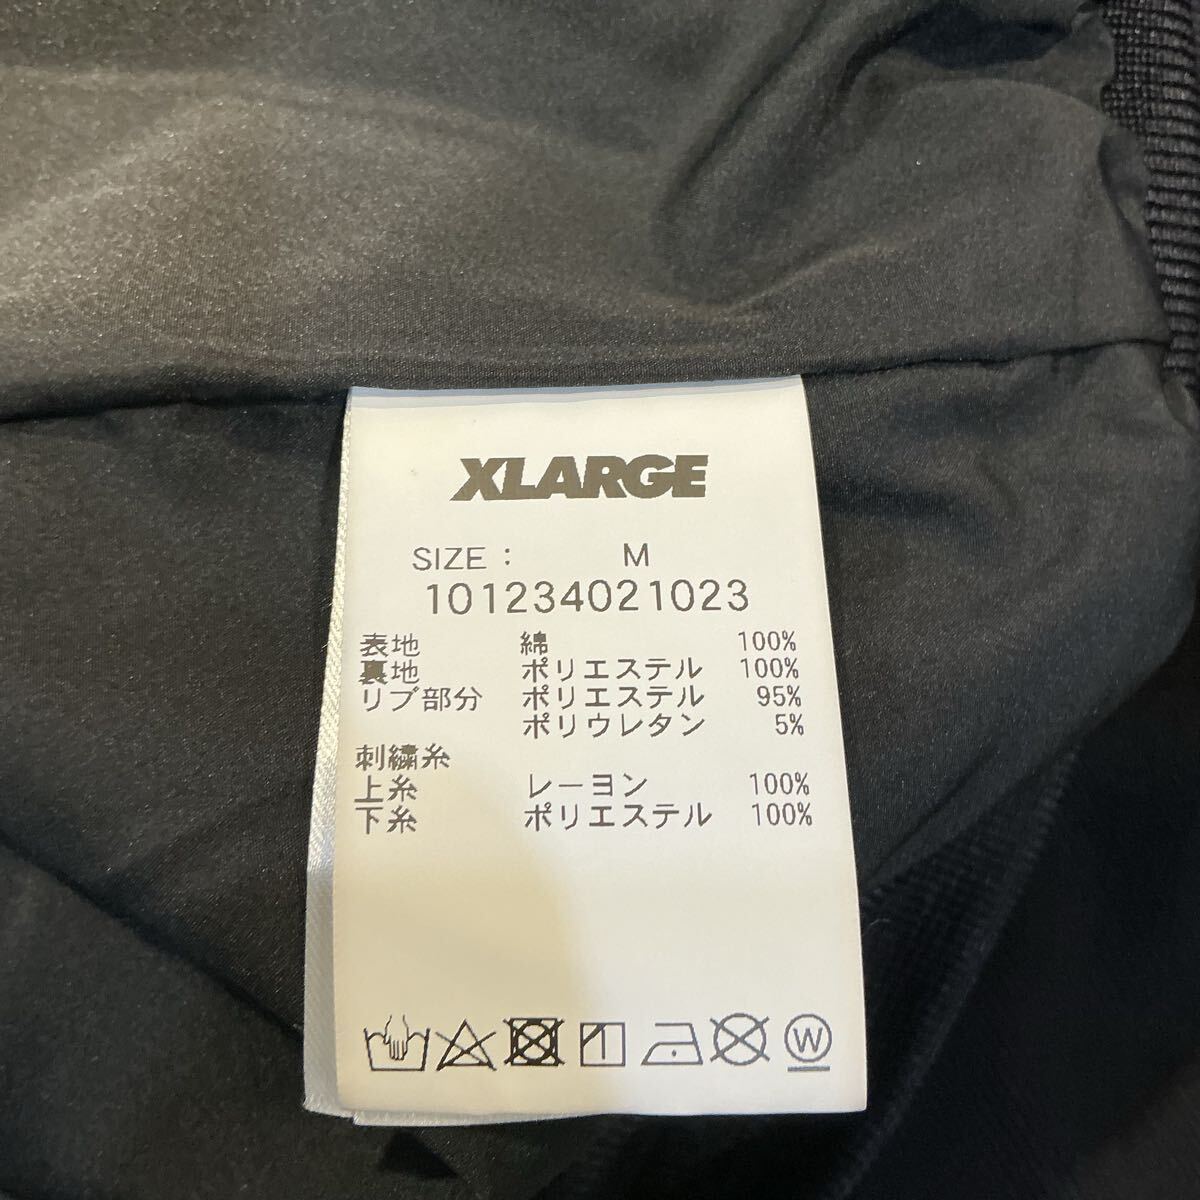 XLARGE
SIZE : M
101234021023
表地 綿 100%
裏地 ポリエステル 100%
リブ部分 ポリエステル 95%
ポリウレタン 5%
刺繍糸
上糸 レーヨン 100%
下糸 ポリエステル 100%
W